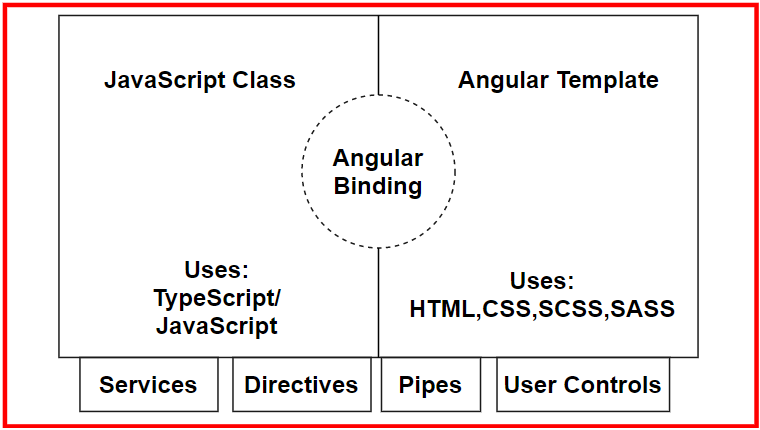 JavaScript Class
Angular Template
Angular
Binding
Uses:
TypeScript/
JavaScript
Uses:
HTML,CSS,SCSS,SASS
Services
Directives
Pipes
User Controls